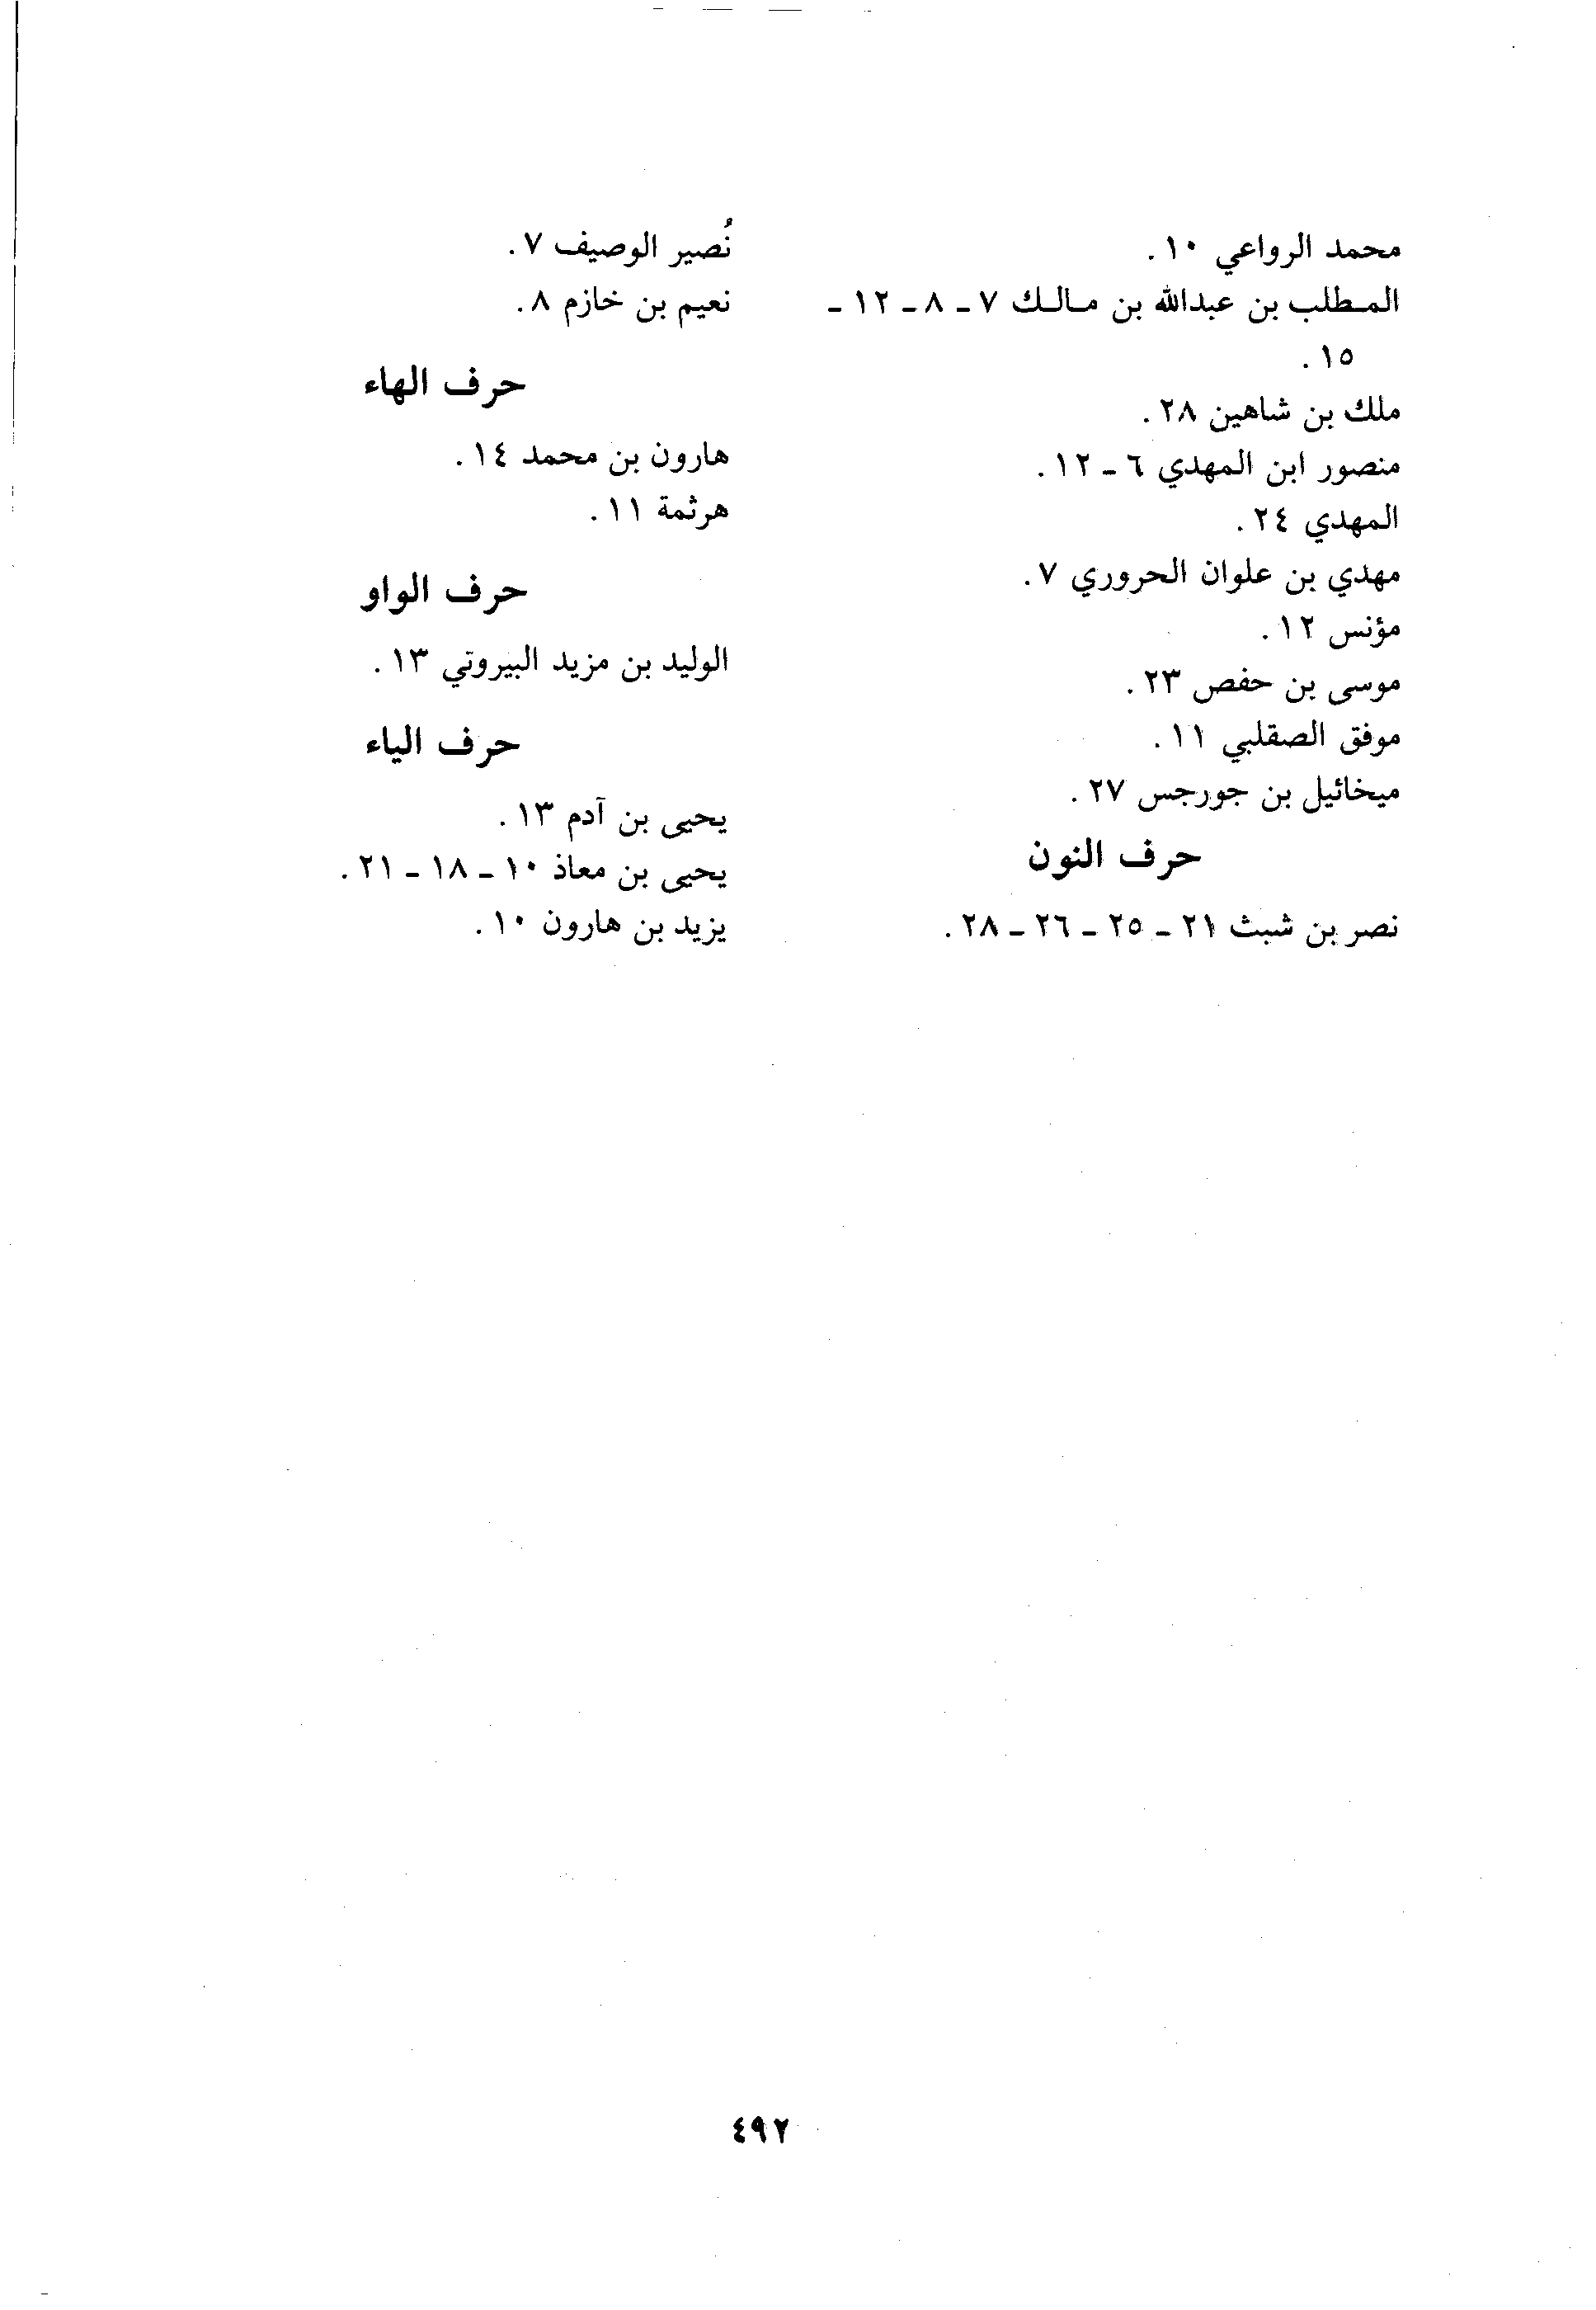 محمد الرواعي ١٠.
المطلب بن عبدالله بن مالك ٧ ـ ٨ ـ ١٢ ـ
١٥.
ملك بن شاهين ٢٨.
منصور ابن المهدي ٦ ـ ١٢.
المهدي ٢٤.
مهدي بن علوان الحروري ٧.
مؤنس ١٢.
موسى بن حفص ٢٣.
موفق الصقلبي ١١.
ميخائيل بن جورجس ٢٧.
حرف النون
نصر بن شبث ٢١ ـ ٢٥ ـ ٢٦ ـ ٢٨.
نُصير الوصيف ٧.
نعيم بن خازم ٨.
حرف الهاء
هارون بن محمد ١٤.
هرثمة ١١.
حرف الواو
الوليد بن مزيد البيروتي ١٣.
حرف الياء
يحيى بن آدم ١٣.
يحيى بن معاذ ١٠ ـ ١٨ ـ ٢١.
يزيد بن هارون ١٠.
٤٩٢